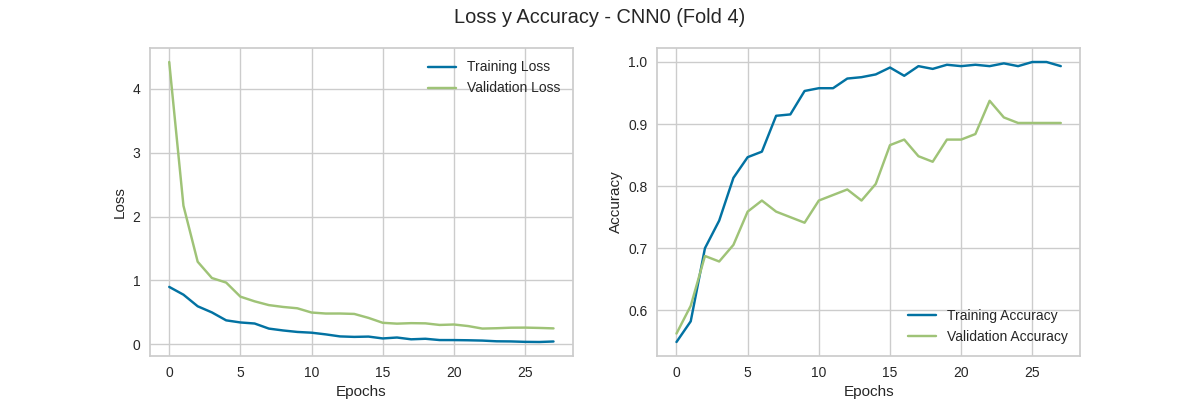 Loss y Accuracy - CNN0 (Fold 4)
Training Loss
Validation Loss
4
3
2
1
0
Loss
0 5 10 15 20 25
Epochs
1.0
0.9
0.8
0.7
0.6
Accuracy
Training Accuracy
Validation Accuracy
0 5 10 15 20 25
Epochs